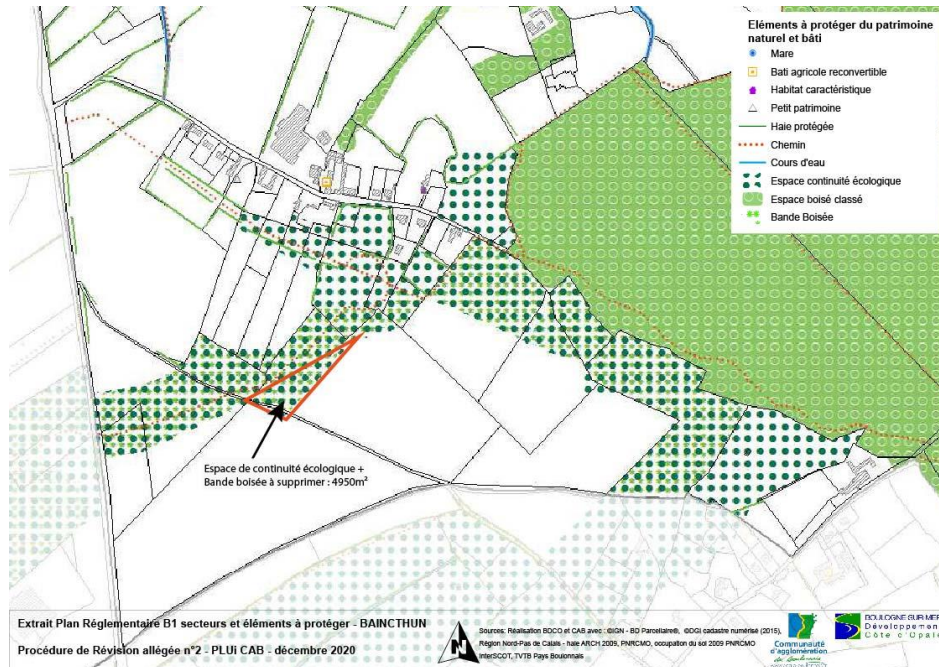 Eléments à protéger du patrimoine
naturel et bâti
Mare
Bati agricole reconvertible
Habitat caractéristique
Petit patrimoine
Haie protégée
Chemin
Cours d'eau
Espace continuité écologique
Espace boisé classé
Bande Boisée
Espace de continuité écologique +
Bande boisée à supprimer : 4950m²
Extrait Plan Réglementaire B1 secteurs et éléments à protéger - BAINCTHUN
Procédure de Révision allégée n°2 - PLUi CAB - décembre 2020
N
Sources: Réalisation BDCO et CAB avec : ©IGN - BD Parcellaire®, ©DGI cadastre numérisé (2015),
Région Nord-Pas de Calais - haie ARCH 2009, PNRCMO, occupation du sol 2009 PNRCMO
InterSCOT, TVTB Pays Boulonnais
Communauté
d'agglomération
du Boulonnais
BOULOGNE SUR MER
Développement
Côte d'Opale